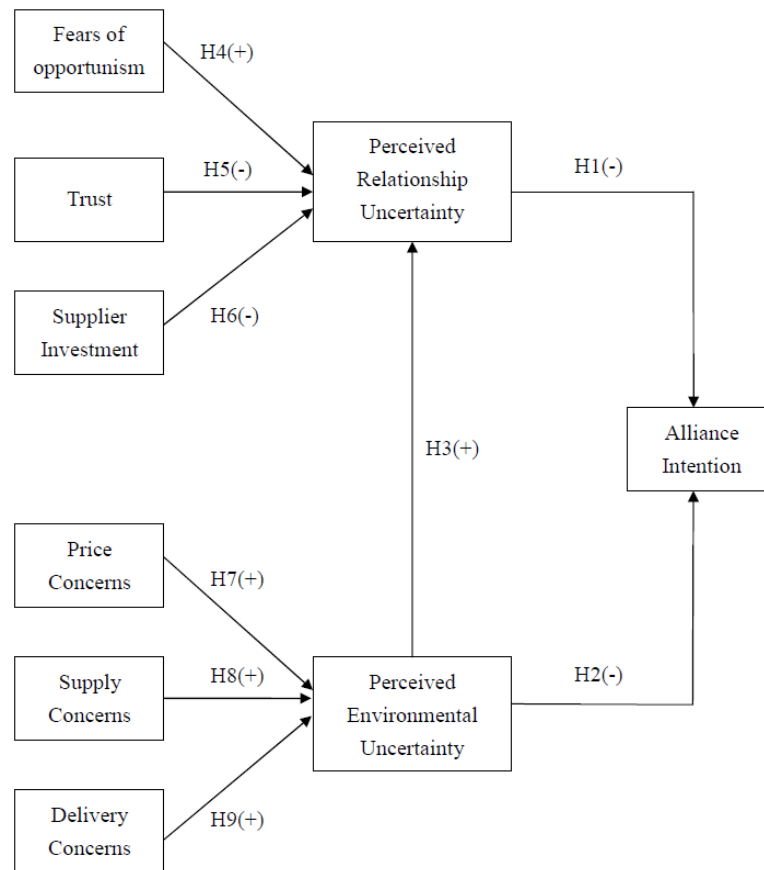 Fears of
opportunism
H4(+)
Trust
H5(-)
Perceived
Relationship
Uncertainty
H1(-)
Supplier
Investment
H6(-)
H3(+)
Alliance
Intention
Price
Concerns
H7(+)
Supply
Concerns
H8(+)
Perceived
Environmental
Uncertainty
H2(-)
Delivery
Concerns
H9(+)